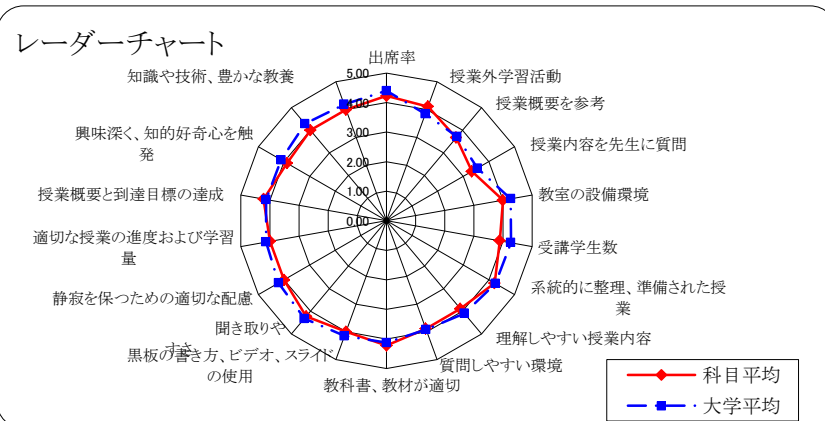 レーダーチャート
出席率
授業外学習活動
授業概要を参考
授業内容を先生に質問
教室の設備環境
受講学生数
系統的に整理、準備された授
業
理解しやすい授業内容
質問しやすい環境
教科書、教材が適切
黒板の書き方、ビデオ、スライド
の使用
聞き取りや
すさ
静寂を保つための適切な配慮
適切な授業の進度および学習
量
授業概要と到達目標の達成
興味深く、知的好奇心を触
発
知識や技術、豊かな教養
5.00
4.00
3.00
2.00
1.00
0.00
科目平均
大学平均